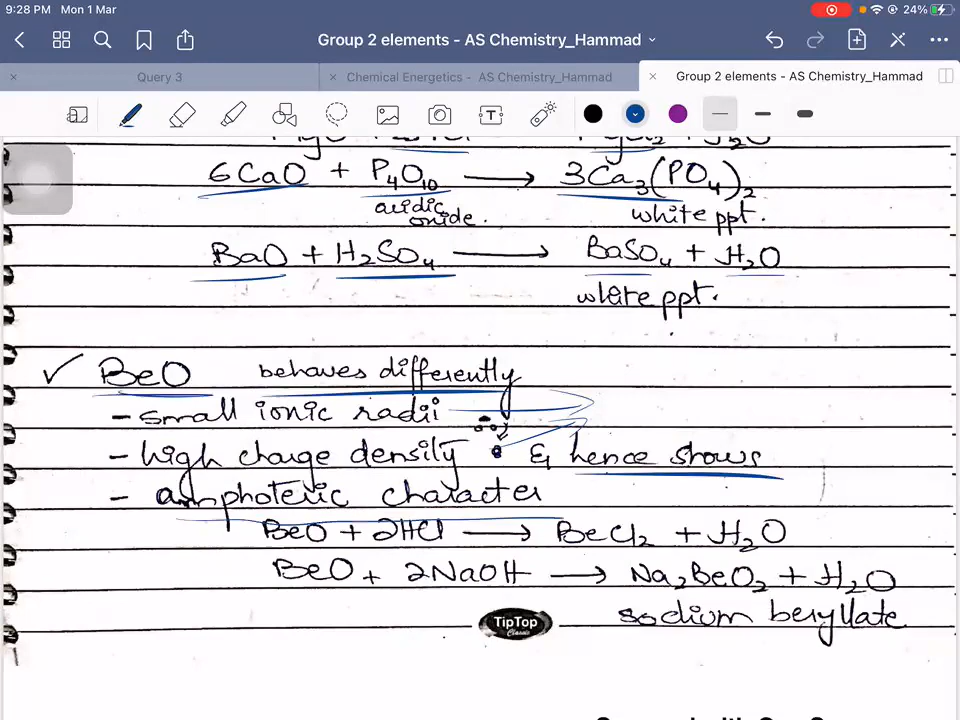 9:28 PM Mon 1 Mar 24%
Group 2 elements - AS Chemistry_Hammad
Query 3 Chemical Energetics - AS Chemistry_Hammad Group 2 elements - AS Chemistry_Hammad
6CaO + P₄O₁₀ → 3Ca₃(PO₄)₂
acidic oxide. white ppt.
BaO + H₂SO₄ → BaSO₄ + H₂O
white ppt.
✓ BeO behaves differently
- small ionic radii
- high charge density & hence shows
- amphoteric character
BeO + 2HCl → BeCl₂ + H₂O
BeO + 2NaOH → Na₂BeO₂ + H₂O
TipTop Classic sodium beryllate